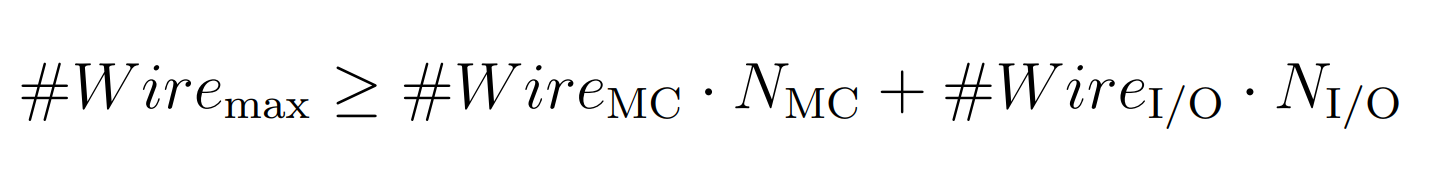 #Wire_max ≥ #Wire_MC · N_MC + #Wire_I/O · N_I/O